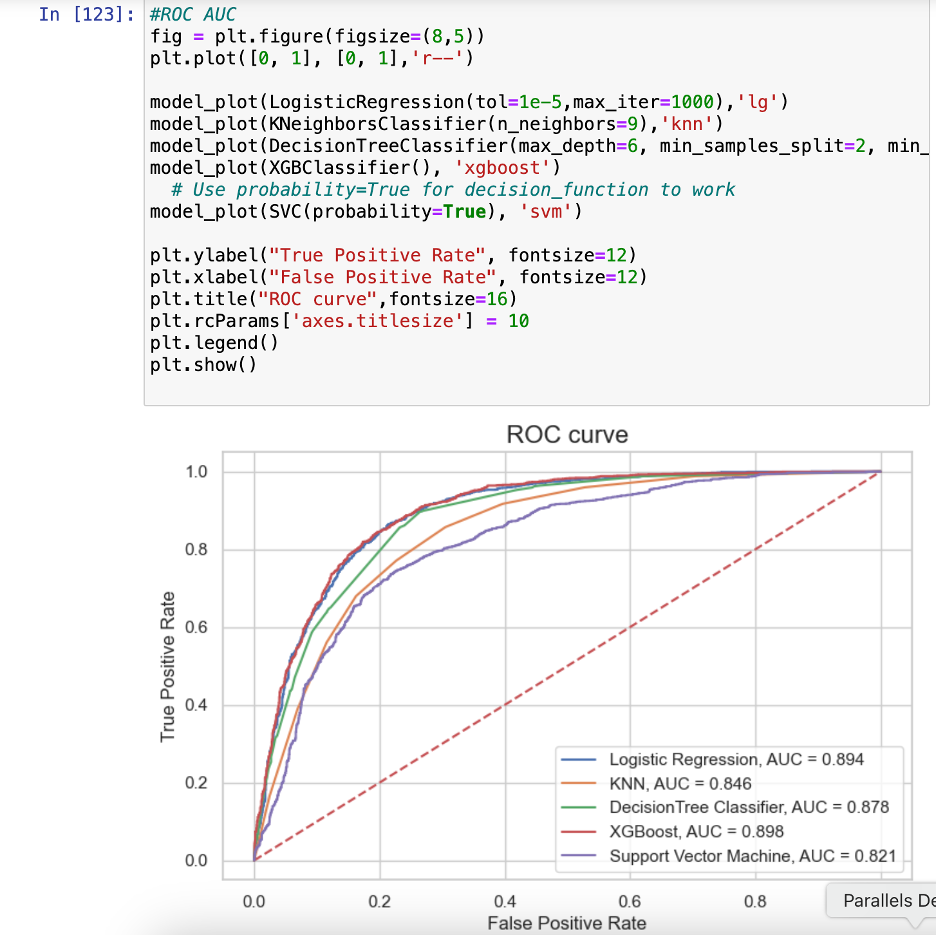 In [123]:
#ROC AUC
fig = plt.figure(figsize=(8,5))
plt.plot([0, 1], [0, 1],'r--')
model_plot(LogisticRegression(tol=1e-5,max_iter=1000),'lg')
model_plot(KNeighborsClassifier(n_neighbors=9),'knn')
model_plot(DecisionTreeClassifier(max_depth=6, min_samples_split=2, min_
model_plot(XGBClassifier(), 'xgboost')
# Use probability=True for decision_function to work
model_plot(SVC(probability=True), 'svm')
plt.ylabel("True Positive Rate", fontsize=12)
plt.xlabel("False Positive Rate", fontsize=12)
plt.title("ROC curve",fontsize=16)
plt.rcParams['axes.titlesize'] = 10
plt.legend()
plt.show()
ROC curve
1.0
0.8
0.6
0.4
0.2
0.0
True Positive Rate
Logistic Regression, AUC = 0.894
KNN, AUC = 0.846
DecisionTree Classifier, AUC = 0.878
XGBoost, AUC = 0.898
Support Vector Machine, AUC = 0.821
0.0 0.2 0.4 0.6 0.8
False Positive Rate
Parallels De